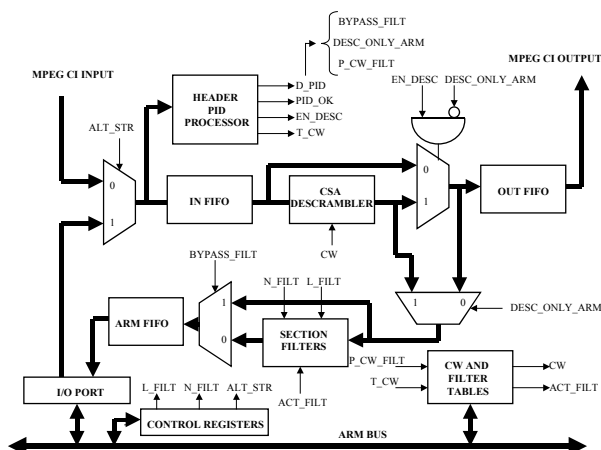 BYPASS_FILT
DESC_ONLY_ARM
P_CW_FILT
MPEG CI OUTPUT
MPEG CI INPUT
HEADER
PID
PROCESSOR
D_PID
PID_OK
EN_DESC
T_CW
EN_DESC
DESC_ONLY_ARM
ALT_STR
0
1
IN FIFO
CSA
DESCRAMBLER
0
1
OUT FIFO
CW
BYPASS_FILT
N_FILT
L_FILT
1
0
DESC_ONLY_ARM
ARM FIFO
1
0
SECTION
FILTERS
P_CW_FILT
T_CW
CW AND
FILTER
TABLES
CW
ACT_FILT
I/O PORT
L_FILT
N_FILT
ALT_STR
ACT_FILT
CONTROL REGISTERS
ARM BUS